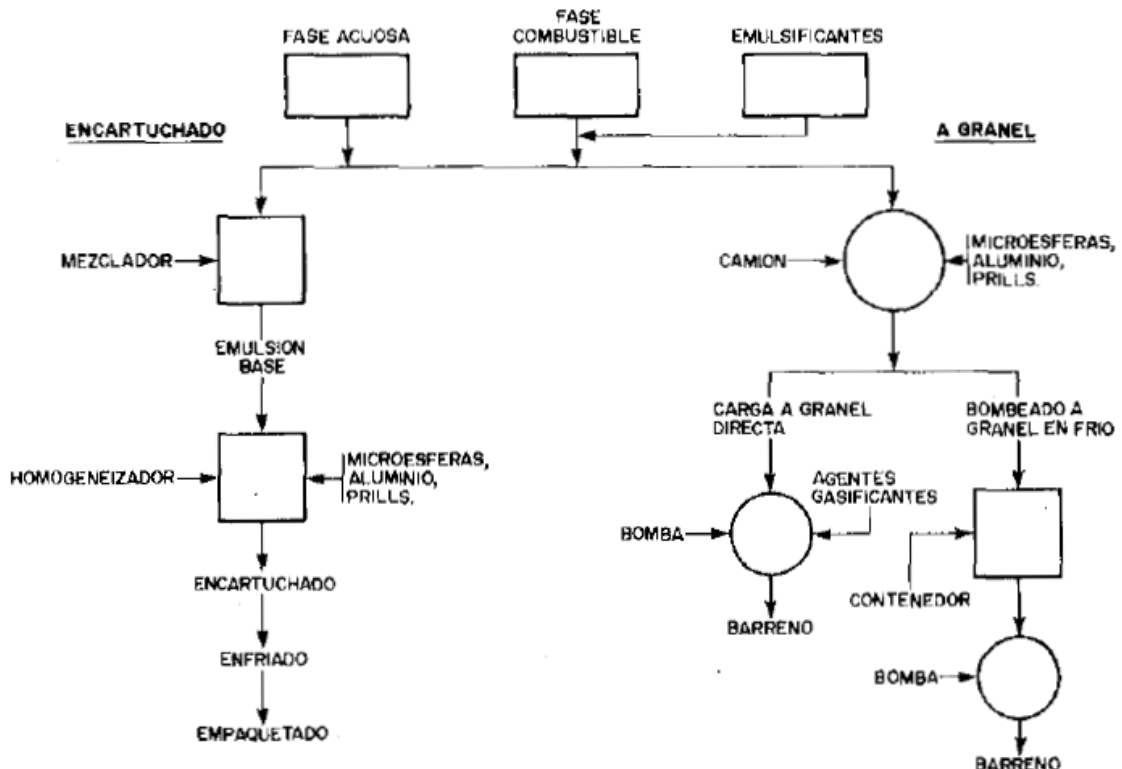 FASE ACUOSA
FASE
COMBUSTIBLE
EMULSIFICANTES
ENCARTUCHADO
A GRANEL
MEZCLADOR
CAMION
MICROESFERAS,
ALUMINIO,
PRILLS.
EMULSION
BASE
CARGA A GRANEL
DIRECTA
BOMBEADO A
GRANEL EN FRIO
HOMOGENEIZADOR
MICROESFERAS,
ALUMINIO,
PRILLS.
AGENTES
GASIFICANTES
BOMBA
ENCARTUCHADO
CONTENEDOR
BARRENO
ENFRIADO
BOMBA
EMPAQUETADO
BARRENO